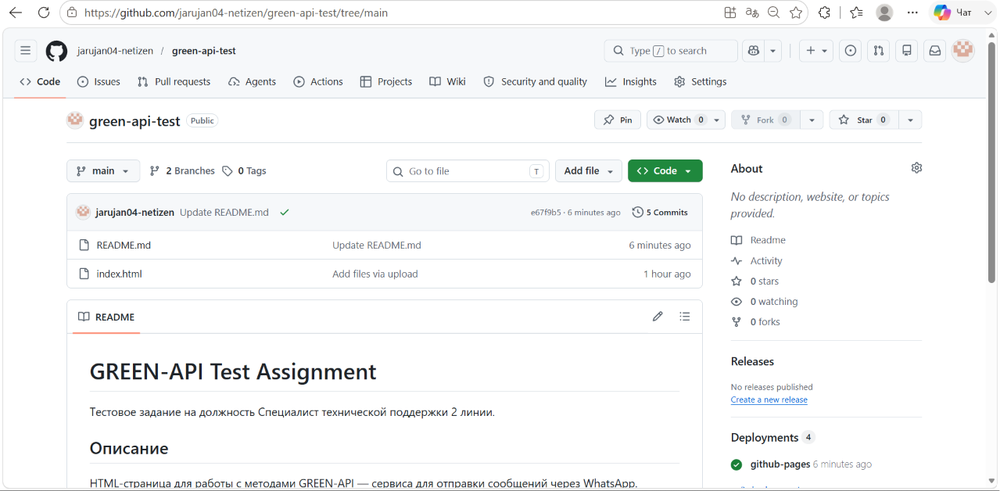 https://github.com/jarujan04-netizen/green-api-test/tree/main
Чат
jarujan04-netizen / green-api-test
Type / to search
Code Issues Pull requests Agents Actions Projects Wiki Security and quality Insights Settings
green-api-test Public
Pin Watch 0 Fork 0 Star 0
main 2 Branches 0 Tags
Go to file T Add file Code
jarujan04-netizen Update README.md e67f9b5 · 6 minutes ago 5 Commits
README.md Update README.md 6 minutes ago
index.html Add files via upload 1 hour ago
README
GREEN-API Test Assignment
Тестовое задание на должность Специалист технической поддержки 2 линии.
Описание
HTML-страница для работы с методами GREEN-API — сервиса для отправки сообщений через WhatsApp.
About
No description, website, or topics
provided.
Readme
Activity
0 stars
0 watching
0 forks
Releases
No releases published
Create a new release
Deployments 4
github-pages 6 minutes ago